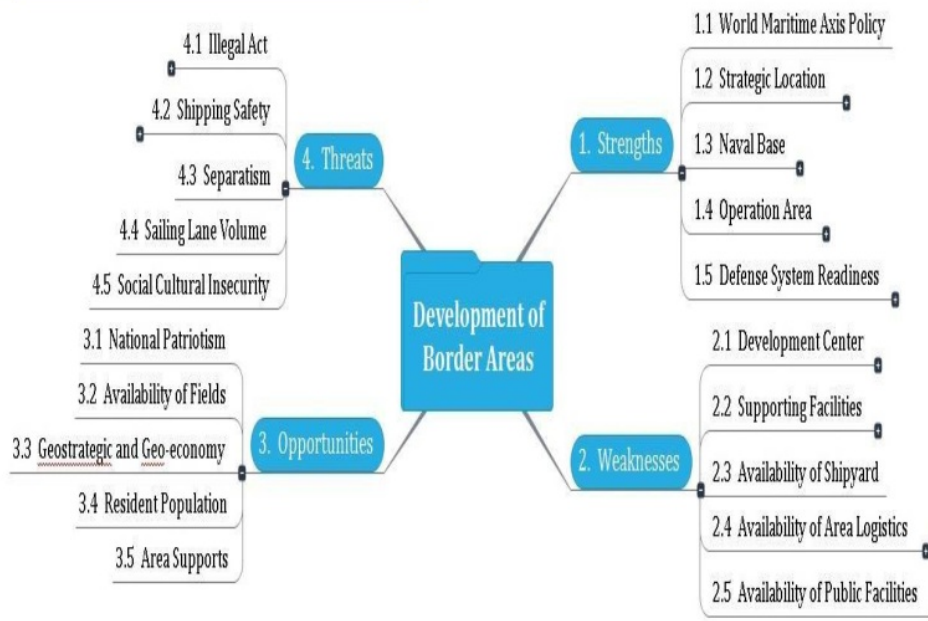 Development of
Border Areas
1. Strengths
1.1 World Maritime Axis Policy
1.2 Strategic Location
1.3 Naval Base
1.4 Operation Area
1.5 Defense System Readiness
2. Weaknesses
2.1 Development Center
2.2 Supporting Facilities
2.3 Availability of Shipyard
2.4 Availability of Area Logistics
2.5 Availability of Public Facilities
3. Opportunities
3.1 National Patriotism
3.2 Availability of Fields
3.3 Geostrategic and Geo-economy
3.4 Resident Population
3.5 Area Supports
4. Threats
4.1 Illegal Act
4.2 Shipping Safety
4.3 Separatism
4.4 Sailing Lane Volume
4.5 Social Cultural Insecurity